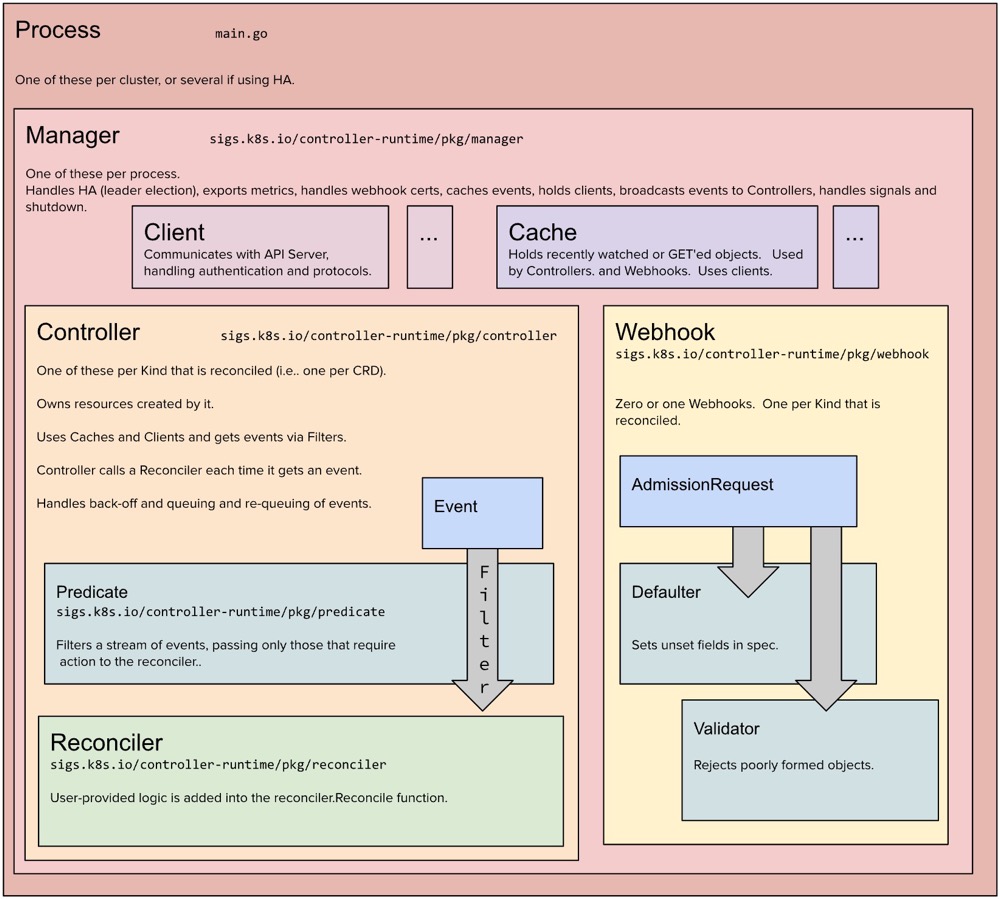 Process main.go
One of these per cluster, or several if using HA.
Manager sigs.k8s.io/controller-runtime/pkg/manager
One of these per process.
Handles HA (leader election), exports metrics, handles webhook certs, caches events, holds clients, broadcasts events to Controllers, handles signals and
shutdown.
Client
Communicates with API Server,
handling authentication and protocols.
...
Cache
Holds recently watched or GET'ed objects. Used
by Controllers. and Webhooks. Uses clients.
...
Controller sigs.k8s.io/controller-runtime/pkg/controller
One of these per Kind that is reconciled (i.e.. one per CRD).
Owns resources created by it.
Uses Caches and Clients and gets events via Filters.
Controller calls a Reconciler each time it gets an event.
Handles back-off and queuing and re-queuing of events.
Event
Filter
Predicate
sigs.k8s.io/controller-runtime/pkg/predicate
Filters a stream of events, passing only those that require
action to the reconciler..
Reconciler
sigs.k8s.io/controller-runtime/pkg/reconciler
User-provided logic is added into the reconciler.Reconcile function.
Webhook
sigs.k8s.io/controller-runtime/pkg/webhook
Zero or one Webhooks. One per Kind that is
reconciled.
AdmissionRequest
Defaulter
Sets unset fields in spec.
Validator
Rejects poorly formed objects.